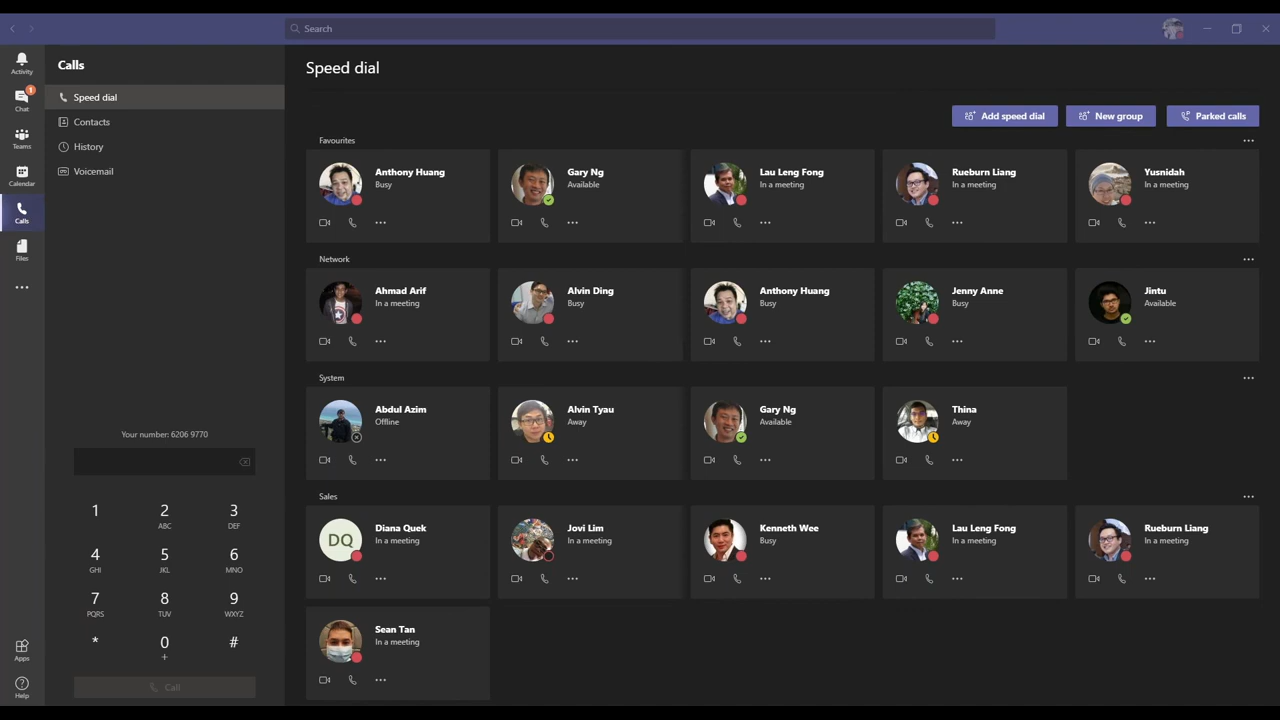 Search
Activity
Chat
1
Teams
Calendar
Calls
Files
Apps
Help
Calls
Speed dial
Contacts
History
Voicemail
Your number: 6206 9770
1
2
3
ABC
DEF
4
5
6
GHI
JKL
MNO
7
8
9
PQRS
TUV
WXYZ
*
0
#
+
Call
Speed dial
Add speed dial
New group
Parked calls
Favourites
Anthony Huang
Busy
Gary Ng
Available
Lau Leng Fong
In a meeting
Rueburn Liang
In a meeting
Yusnidah
In a meeting
Network
Ahmad Arif
In a meeting
Alvin Ding
Busy
Anthony Huang
Busy
Jenny Anne
Busy
Jintu
Available
System
Abdul Azim
Offline
Alvin Tyau
Away
Gary Ng
Available
Thina
Away
Sales
DQ
Diana Quek
In a meeting
Jovi Lim
In a meeting
Kenneth Wee
Busy
Lau Leng Fong
In a meeting
Rueburn Liang
In a meeting
Sean Tan
In a meeting